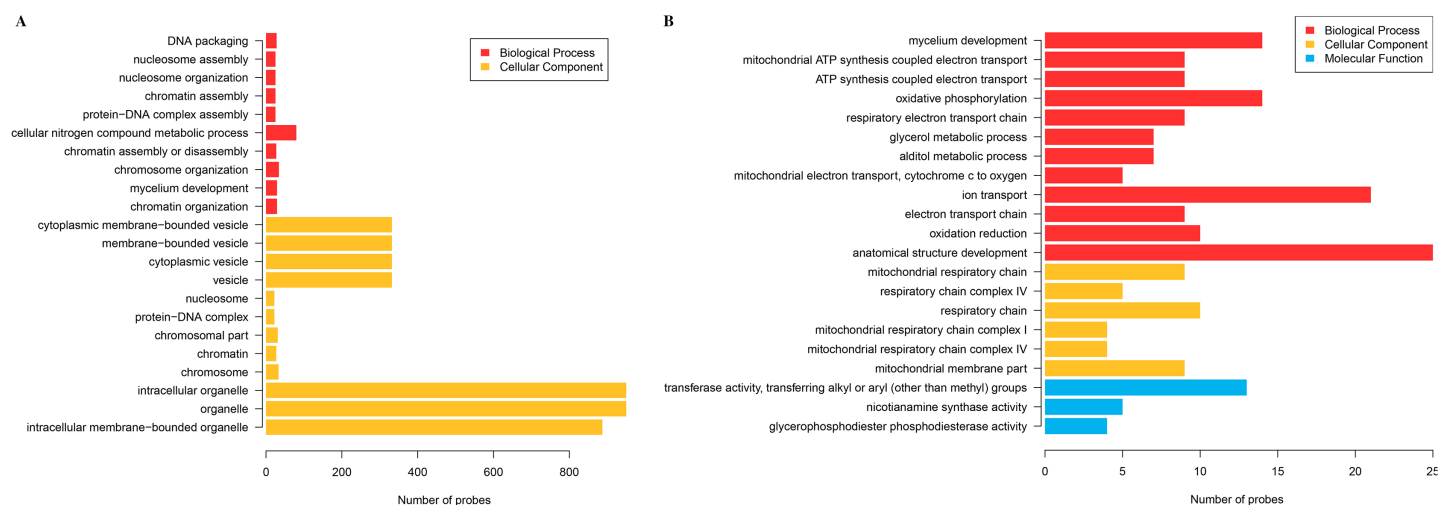 A
DNA packaging
nucleosome assembly
nucleosome organization
chromatin assembly
protein−DNA complex assembly
cellular nitrogen compound metabolic process
chromatin assembly or disassembly
chromosome organization
mycelium development
chromatin organization
cytoplasmic membrane−bounded vesicle
membrane−bounded vesicle
cytoplasmic vesicle
vesicle
nucleosome
protein−DNA complex
chromosomal part
chromatin
chromosome
intracellular organelle
organelle
intracellular membrane−bounded organelle
Biological Process
Cellular Component
0 200 400 600 800
Number of probes
B
mycelium development
mitochondrial ATP synthesis coupled electron transport
ATP synthesis coupled electron transport
oxidative phosphorylation
respiratory electron transport chain
glycerol metabolic process
alditol metabolic process
mitochondrial electron transport, cytochrome c to oxygen
ion transport
electron transport chain
oxidation reduction
anatomical structure development
mitochondrial respiratory chain
respiratory chain complex IV
respiratory chain
mitochondrial respiratory chain complex I
mitochondrial respiratory chain complex IV
mitochondrial membrane part
transferase activity, transferring alkyl or aryl (other than methyl) groups
nicotianamine synthase activity
glycerophosphodiester phosphodiesterase activity
Biological Process
Cellular Component
Molecular Function
0 5 10 15 20 25
Number of probes